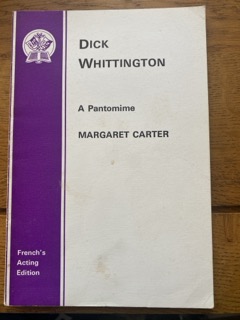 DICK
WHITTINGTON
A Pantomime
MARGARET CARTER
French's
Acting
Edition